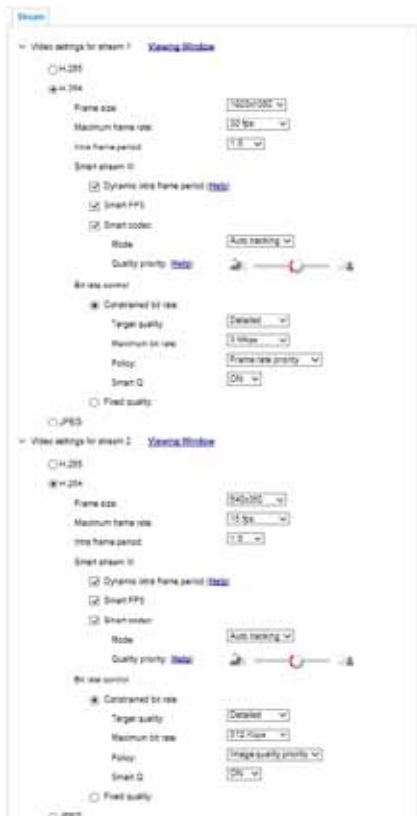 Stream
Video settings for stream 1 Viewing Window
H.265
H.264
Frame size: 1920x1080
Maximum frame rate: 30 fps
Intra frame period: 1 S
Smart stream III:
Dynamic intra frame period (Help)
Smart FPS
Smart codec:
Mode: Auto tracking
Quality priority: (Help)
Bit rate control
Constrained bit rate:
Target quality: Detailed
Maximum bit rate: Mbps
Policy: Frame rate priority
Smart Q: ON
Fixed quality:
JPEG
Video settings for stream 2 Viewing Window
H.265
H.264
Frame size: 640x360
Maximum frame rate: 15 fps
Intra frame period: 1 S
Smart stream III:
Dynamic intra frame period (Help)
Smart FPS
Smart codec:
Mode: Auto tracking
Quality priority: (Help)
Bit rate control
Constrained bit rate:
Target quality: Detailed
Maximum bit rate: 512 Kbps
Policy: Image quality priority
Smart Q: ON
Fixed quality:
JPEG